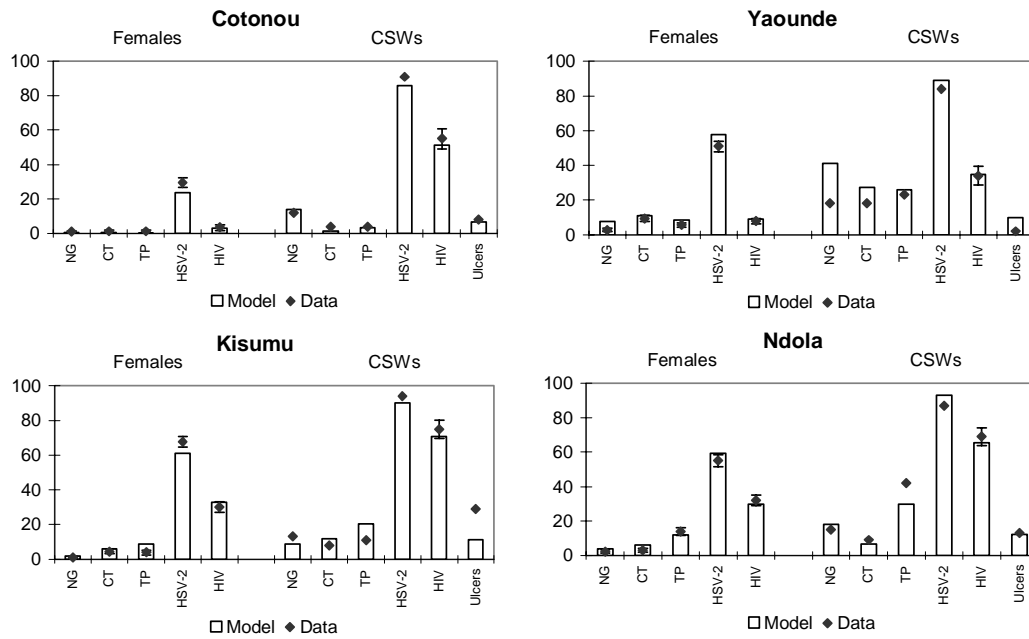 Cotonou
Females CSWs
100
80
60
40
20
0
NG CT TP HSV-2 HIV NG CT TP HSV-2 HIV Ulcers
Model Data
Yaounde
Females CSWs
100
80
60
40
20
0
NG CT TP HSV-2 HIV NG CT TP HSV-2 HIV Ulcers
Model Data
Kisumu
Females CSWs
100
80
60
40
20
0
NG CT TP HSV-2 HIV NG CT TP HSV-2 HIV Ulcers
Model Data
Ndola
Females CSWs
100
80
60
40
20
0
NG CT TP HSV-2 HIV NG CT TP HSV-2 HIV Ulcers
Model Data